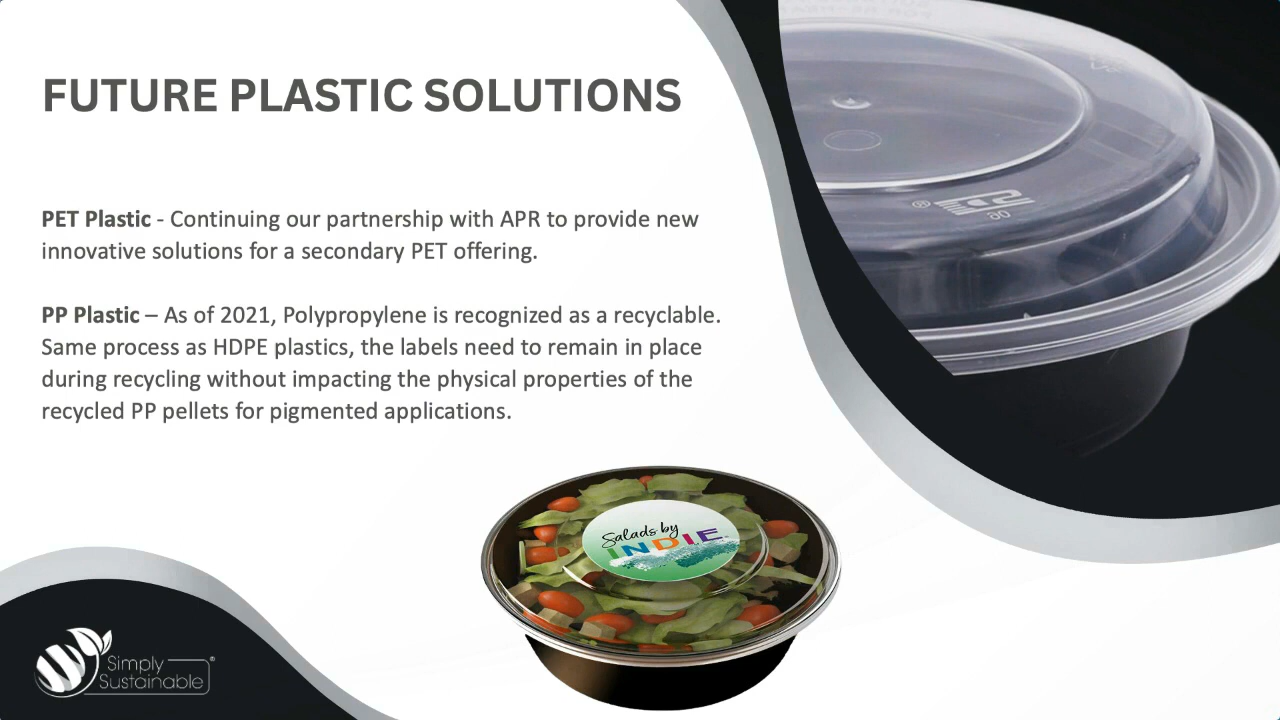 FUTURE PLASTIC SOLUTIONS
PET Plastic - Continuing our partnership with APR to provide new
innovative solutions for a secondary PET offering.
PP Plastic – As of 2021, Polypropylene is recognized as a recyclable.
Same process as HDPE plastics, the labels need to remain in place
during recycling without impacting the physical properties of the
recycled PP pellets for pigmented applications.
Salads by
INDIE
Simply
Sustainable